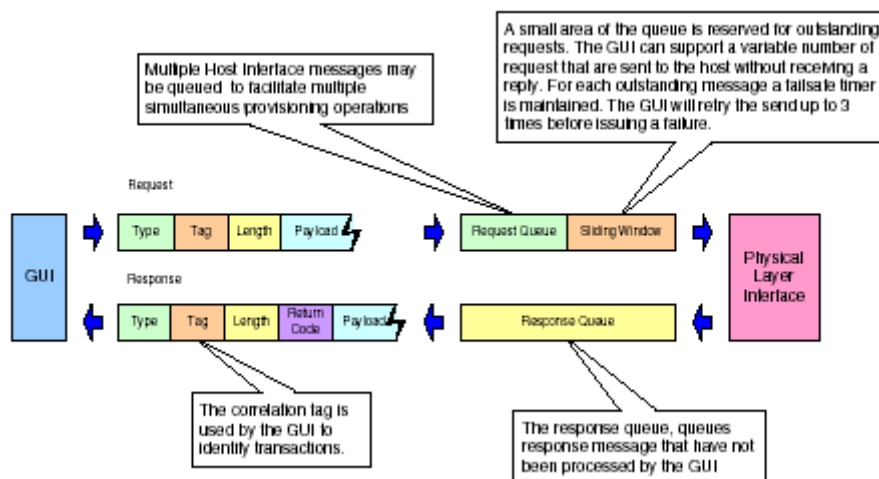 A small area of the queue is reserved for outstanding
requests. The GUI can support a variable number of
request that are sent to the host without receiving a
reply. For each outstanding message a failsafe timer
is maintained. The GUI will retry the send up to 3
times before issuing a failure.
Multiple Host Interface messages may
be queued to facilitate multiple
simultaneous provisioning operations
Request
GUI
Type
Tag
Length
Payload
Request Queue
Sliding Window
Physical
Layer
Interface
Response
Type
Tag
Length
Return
Code
Payload
Response Queue
The correlation tag is
used by the GUI to
identify transactions.
The response queue, queues
response message that have not
been processed by the GUI